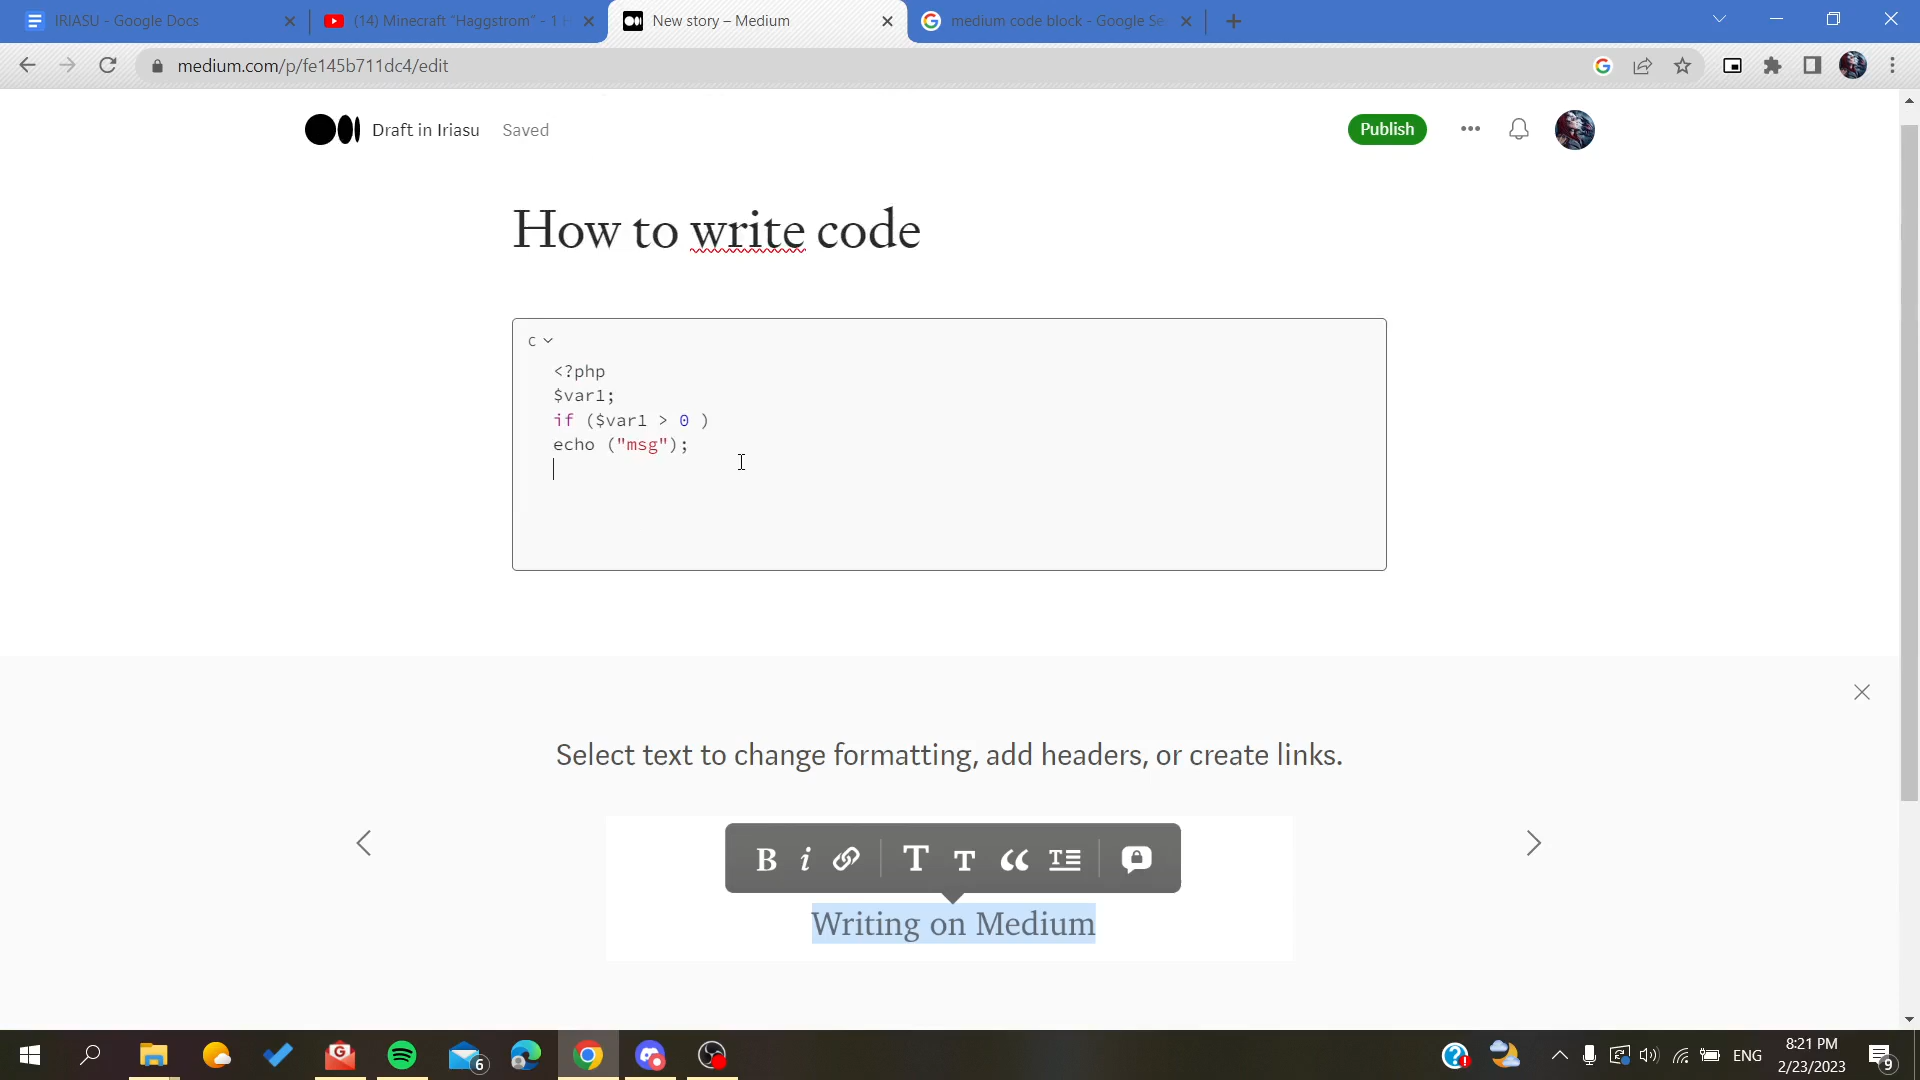 IRIASU - Google Docs
(14) Minecraft "Haggstrom" - 1 H
New story – Medium
medium code block - Google Se
medium.com/p/fe145b711dc4/edit
Draft in Iriasu Saved
Publish
How to write code
C
<?php
$var1;
if ($var1 > 0 )
echo ("msg");
Select text to change formatting, add headers, or create links.
B i T T
Writing on Medium
6
ENG
8:21 PM
2/23/2023
9